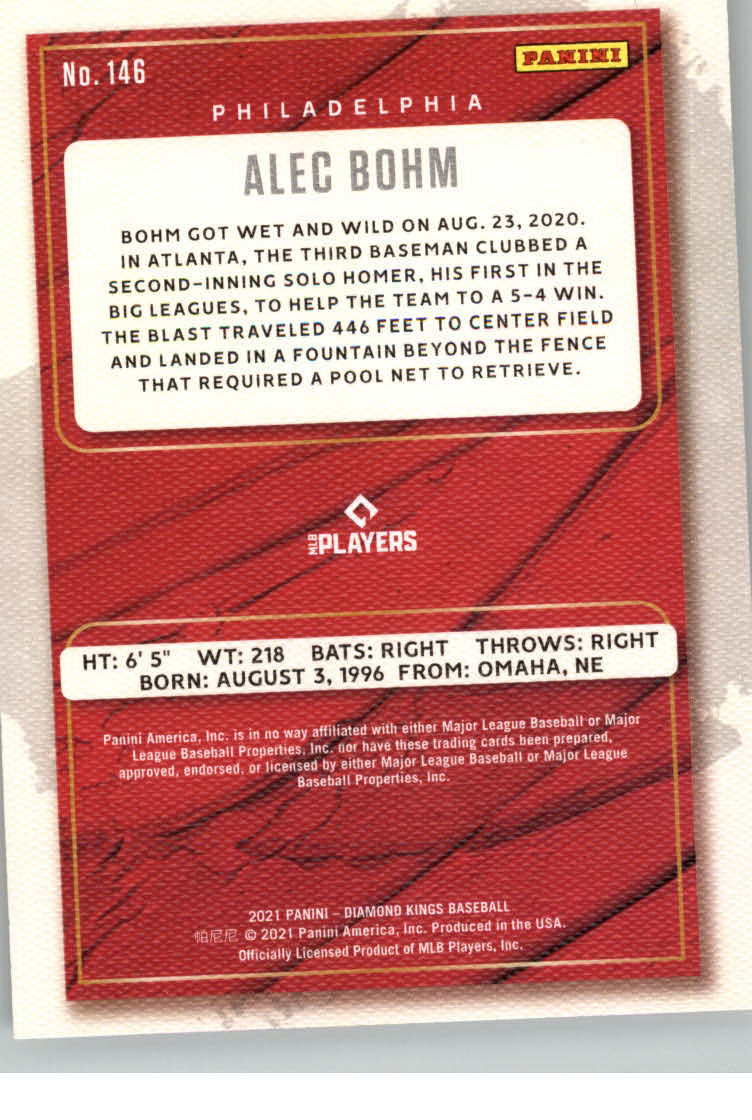 No. 146
PANINI
PHILADELPHIA
ALEC BOHM
BOHM GOT WET AND WILD ON AUG. 23, 2020.
IN ATLANTA, THE THIRD BASEMAN CLUBBED A
SECOND-INNING SOLO HOMER, HIS FIRST IN THE
BIG LEAGUES, TO HELP THE TEAM TO A 5-4 WIN.
THE BLAST TRAVELED 446 FEET TO CENTER FIELD
AND LANDED IN A FOUNTAIN BEYOND THE FENCE
THAT REQUIRED A POOL NET TO RETRIEVE.
MLB PLAYERS
HT: 6' 5" WT: 218 BATS: RIGHT THROWS: RIGHT
BORN: AUGUST 3, 1996 FROM: OMAHA, NE
Panini America, Inc. is in no way affiliated with either Major League Baseball or Major
League Baseball Properties, Inc. nor have these trading cards been prepared,
approved, endorsed, or licensed by either Major League Baseball or Major League
Baseball Properties, Inc.
2021 PANINI – DIAMOND KINGS BASEBALL
帕尼尼 © 2021 Panini America, Inc. Produced in the USA.
Officially Licensed Product of MLB Players, Inc.